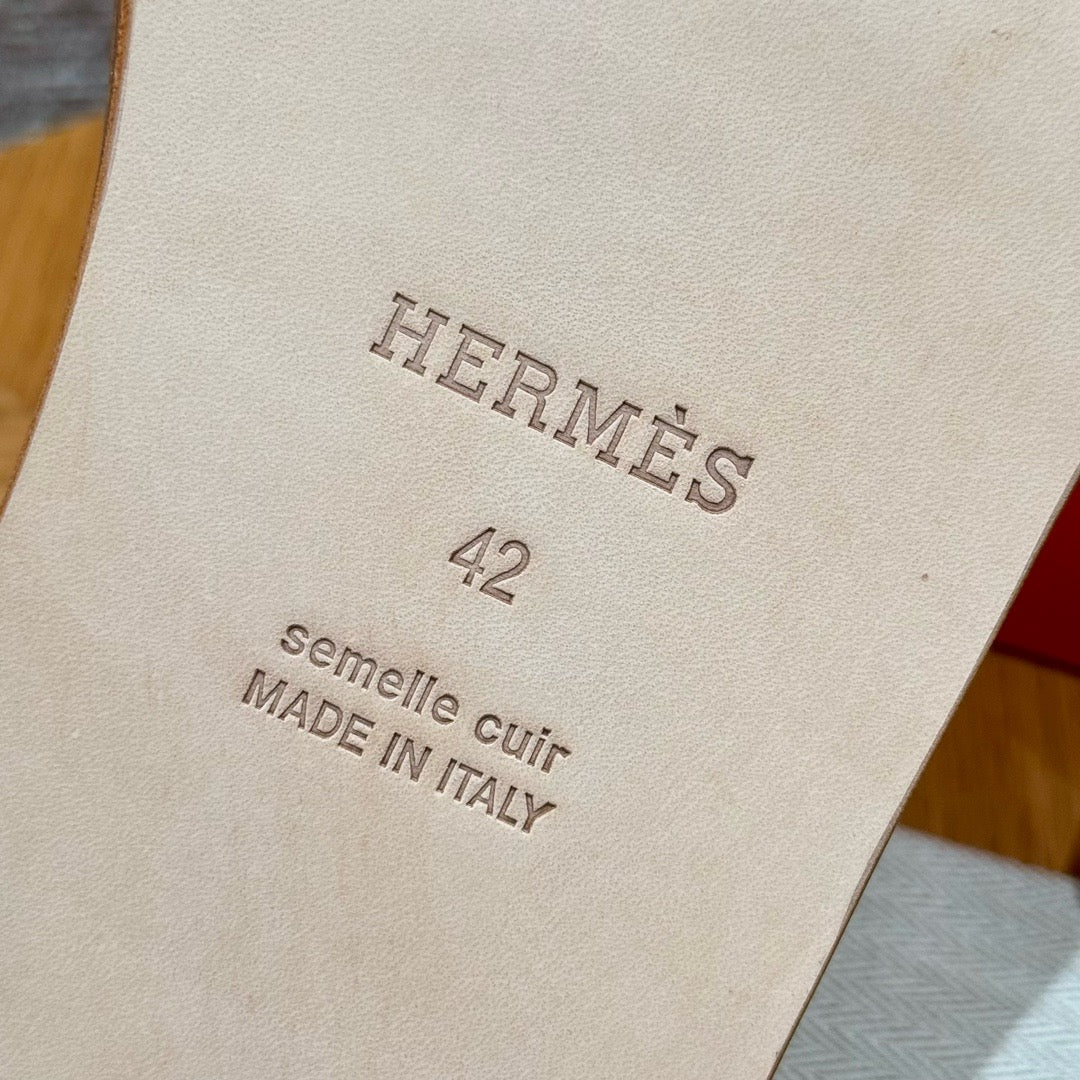 HERMÈS
42
semelle cuir
MADE IN ITALY